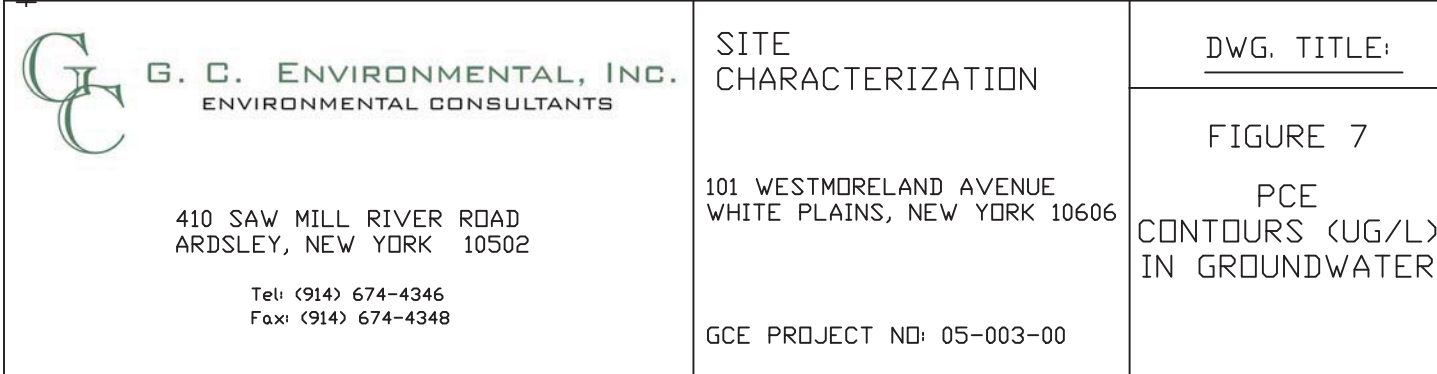 GC
G. C. ENVIRONMENTAL, INC.
ENVIRONMENTAL CONSULTANTS
410 SAW MILL RIVER ROAD
ARDSLEY, NEW YORK 10502
Tel: (914) 674-4346
Fax: (914) 674-4348
SITE
CHARACTERIZATION
101 WESTMORELAND AVENUE
WHITE PLAINS, NEW YORK 10606
GCE PROJECT NO: 05-003-00
DWG. TITLE:
FIGURE 7
PCE
CONTOURS (UG/L)
IN GROUNDWATER